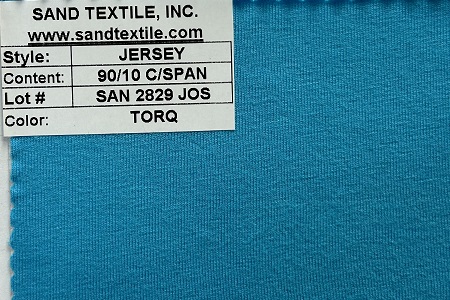 SAND TEXTILE, INC.
www.sandtextile.com
Style: JERSEY
Content: 90/10 C/SPAN
Lot # SAN 2829 JOS
Color: TORQ